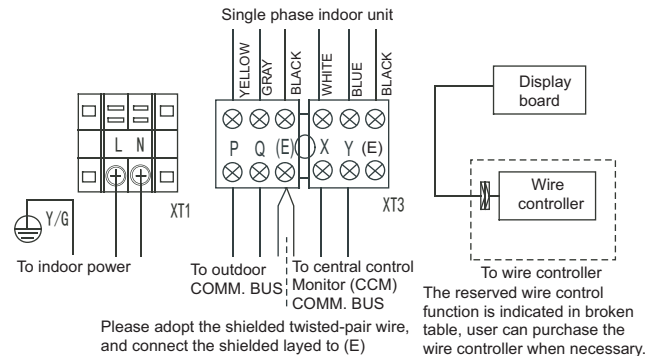 Single phase indoor unit
YELLOW
GRAY
BLACK
WHITE
BLUE
BLACK
P Q (E) X Y (E)
L N
XT1
XT3
Y/G
To indoor power
To outdoor
COMM. BUS
To central control
Monitor (CCM)
COMM. BUS
Please adopt the shielded twisted-pair wire,
and connect the shielded layed to (E)
Display
board
Wire
controller
To wire controller
The reserved wire control
function is indicated in broken
table, user can purchase the
wire controller when necessary.